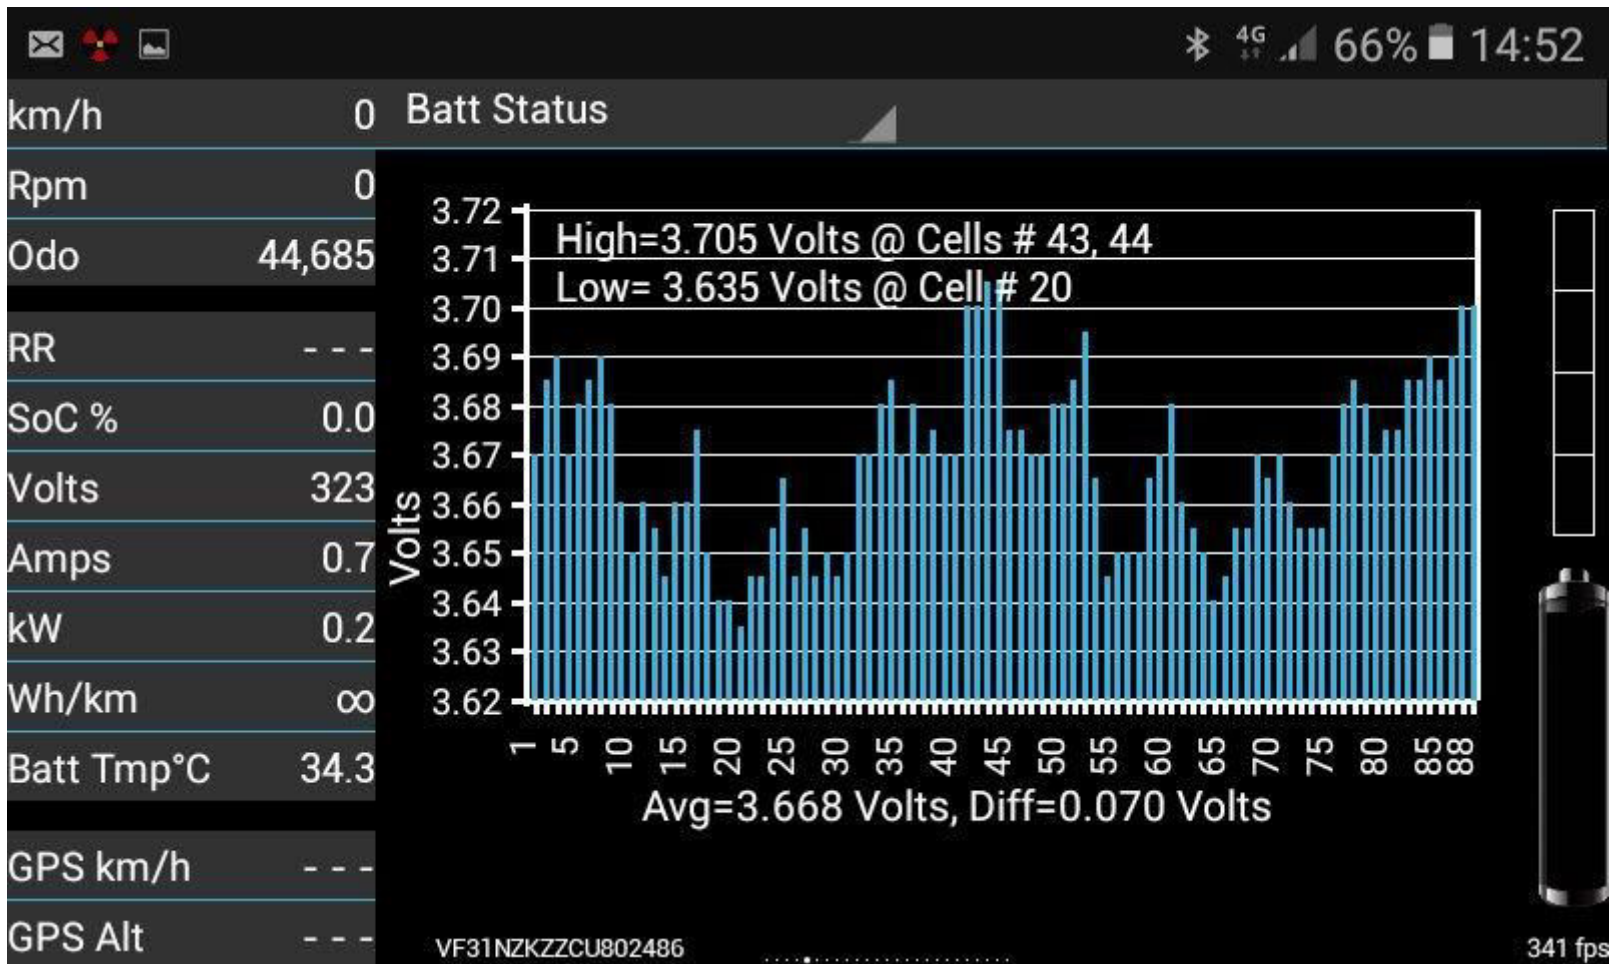 4G 66% 14:52
km/h 0
Rpm 0
Odo 44,685
RR - - -
SoC % 0.0
Volts 323
Amps 0.7
kW 0.2
Wh/km ∞
Batt Tmp°C 34.3
GPS km/h - - -
GPS Alt - - -
Batt Status
High=3.705 Volts @ Cells # 43, 44
Low= 3.635 Volts @ Cell # 20
Volts
3.72
3.71
3.70
3.69
3.68
3.67
3.66
3.65
3.64
3.63
3.62
1 5 10 15 20 25 30 35 40 45 50 55 60 65 70 75 80 85 88
Avg=3.668 Volts, Diff=0.070 Volts
VF31NZKZZCU802486
341 fps